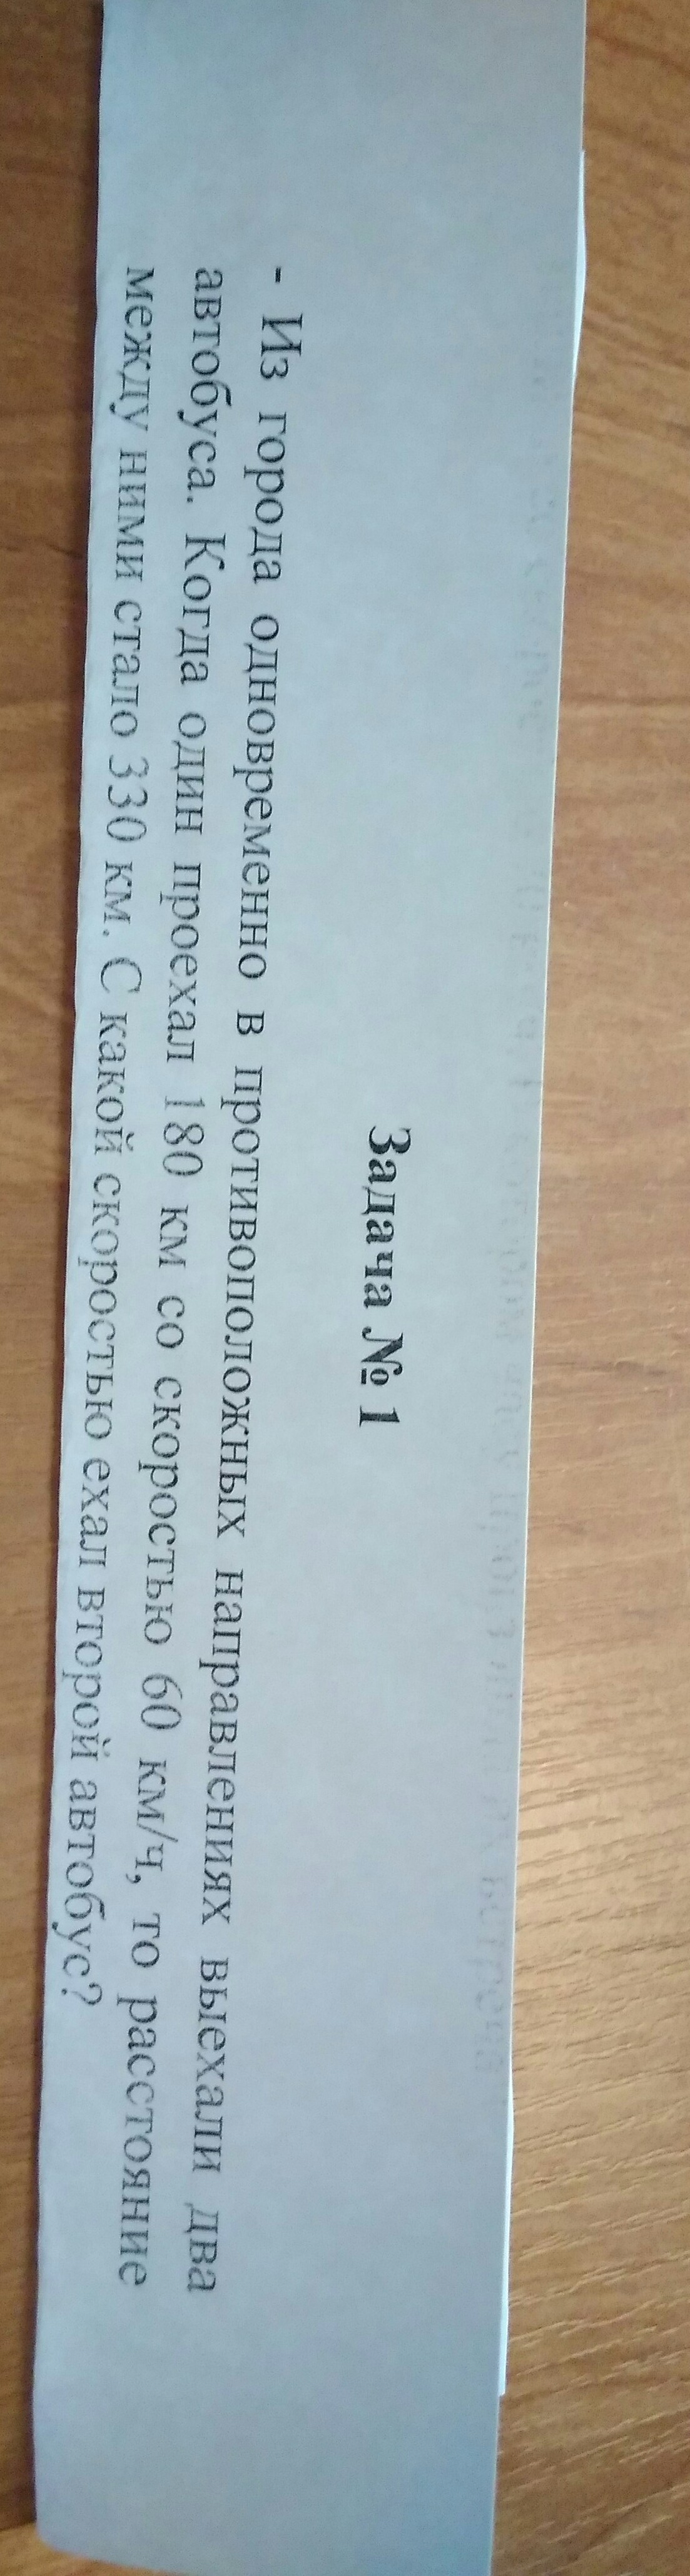 Задача № 1
- Из города одновременно в противоположных направлениях выехали два
автобуса. Когда один проехал 180 км со скоростью 60 км/ч, то расстояние
между ними стало 330 км. С какой скоростью ехал второй автобус?